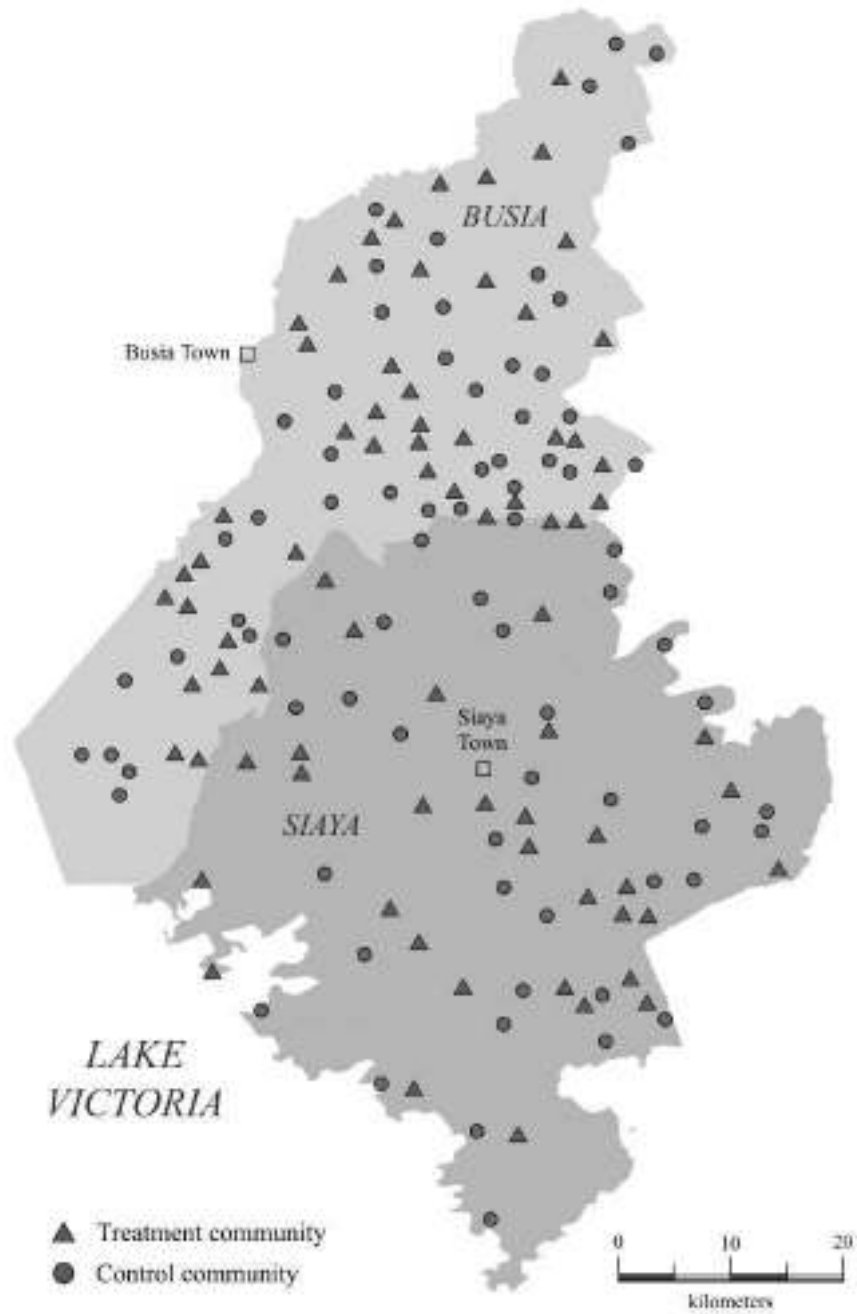 BUSIA
Busia Town
Siaya
Town
SIAYA
LAKE
VICTORIA
Treatment community
Control community
0 10 20
kilometers